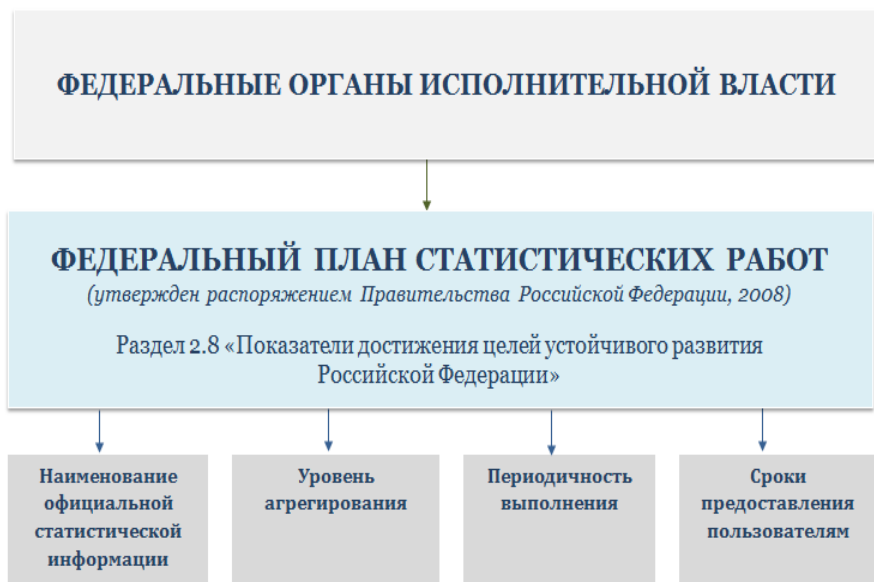 ФЕДЕРАЛЬНЫЕ ОРГАНЫ ИСПОЛНИТЕЛЬНОЙ ВЛАСТИ
ФЕДЕРАЛЬНЫЙ ПЛАН СТАТИСТИЧЕСКИХ РАБОТ
(утвержден распоряжением Правительства Российской Федерации, 2008)
Раздел 2.8 «Показатели достижения целей устойчивого развития
Российской Федерации»
Наименование
официальной
статистической
информации
Уровень
агрегирования
Периодичность
выполнения
Сроки
предоставления
пользователям